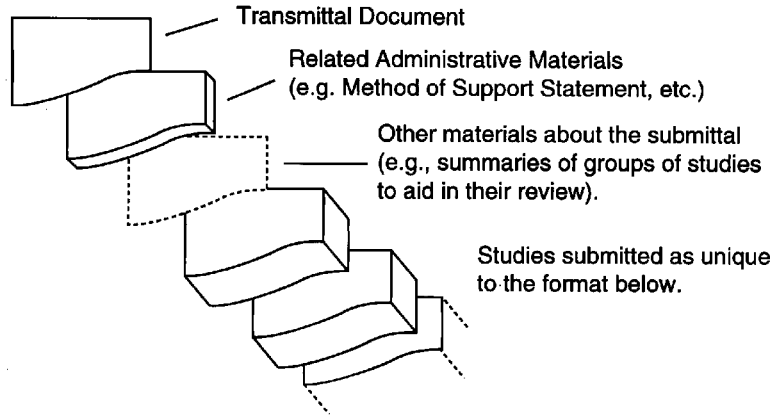 Transmittal Document
Related Administrative Materials
(e.g. Method of Support Statement, etc.)
Other materials about the submittal
(e.g., summaries of groups of studies
to aid in their review).
Studies submitted as unique
to the format below.